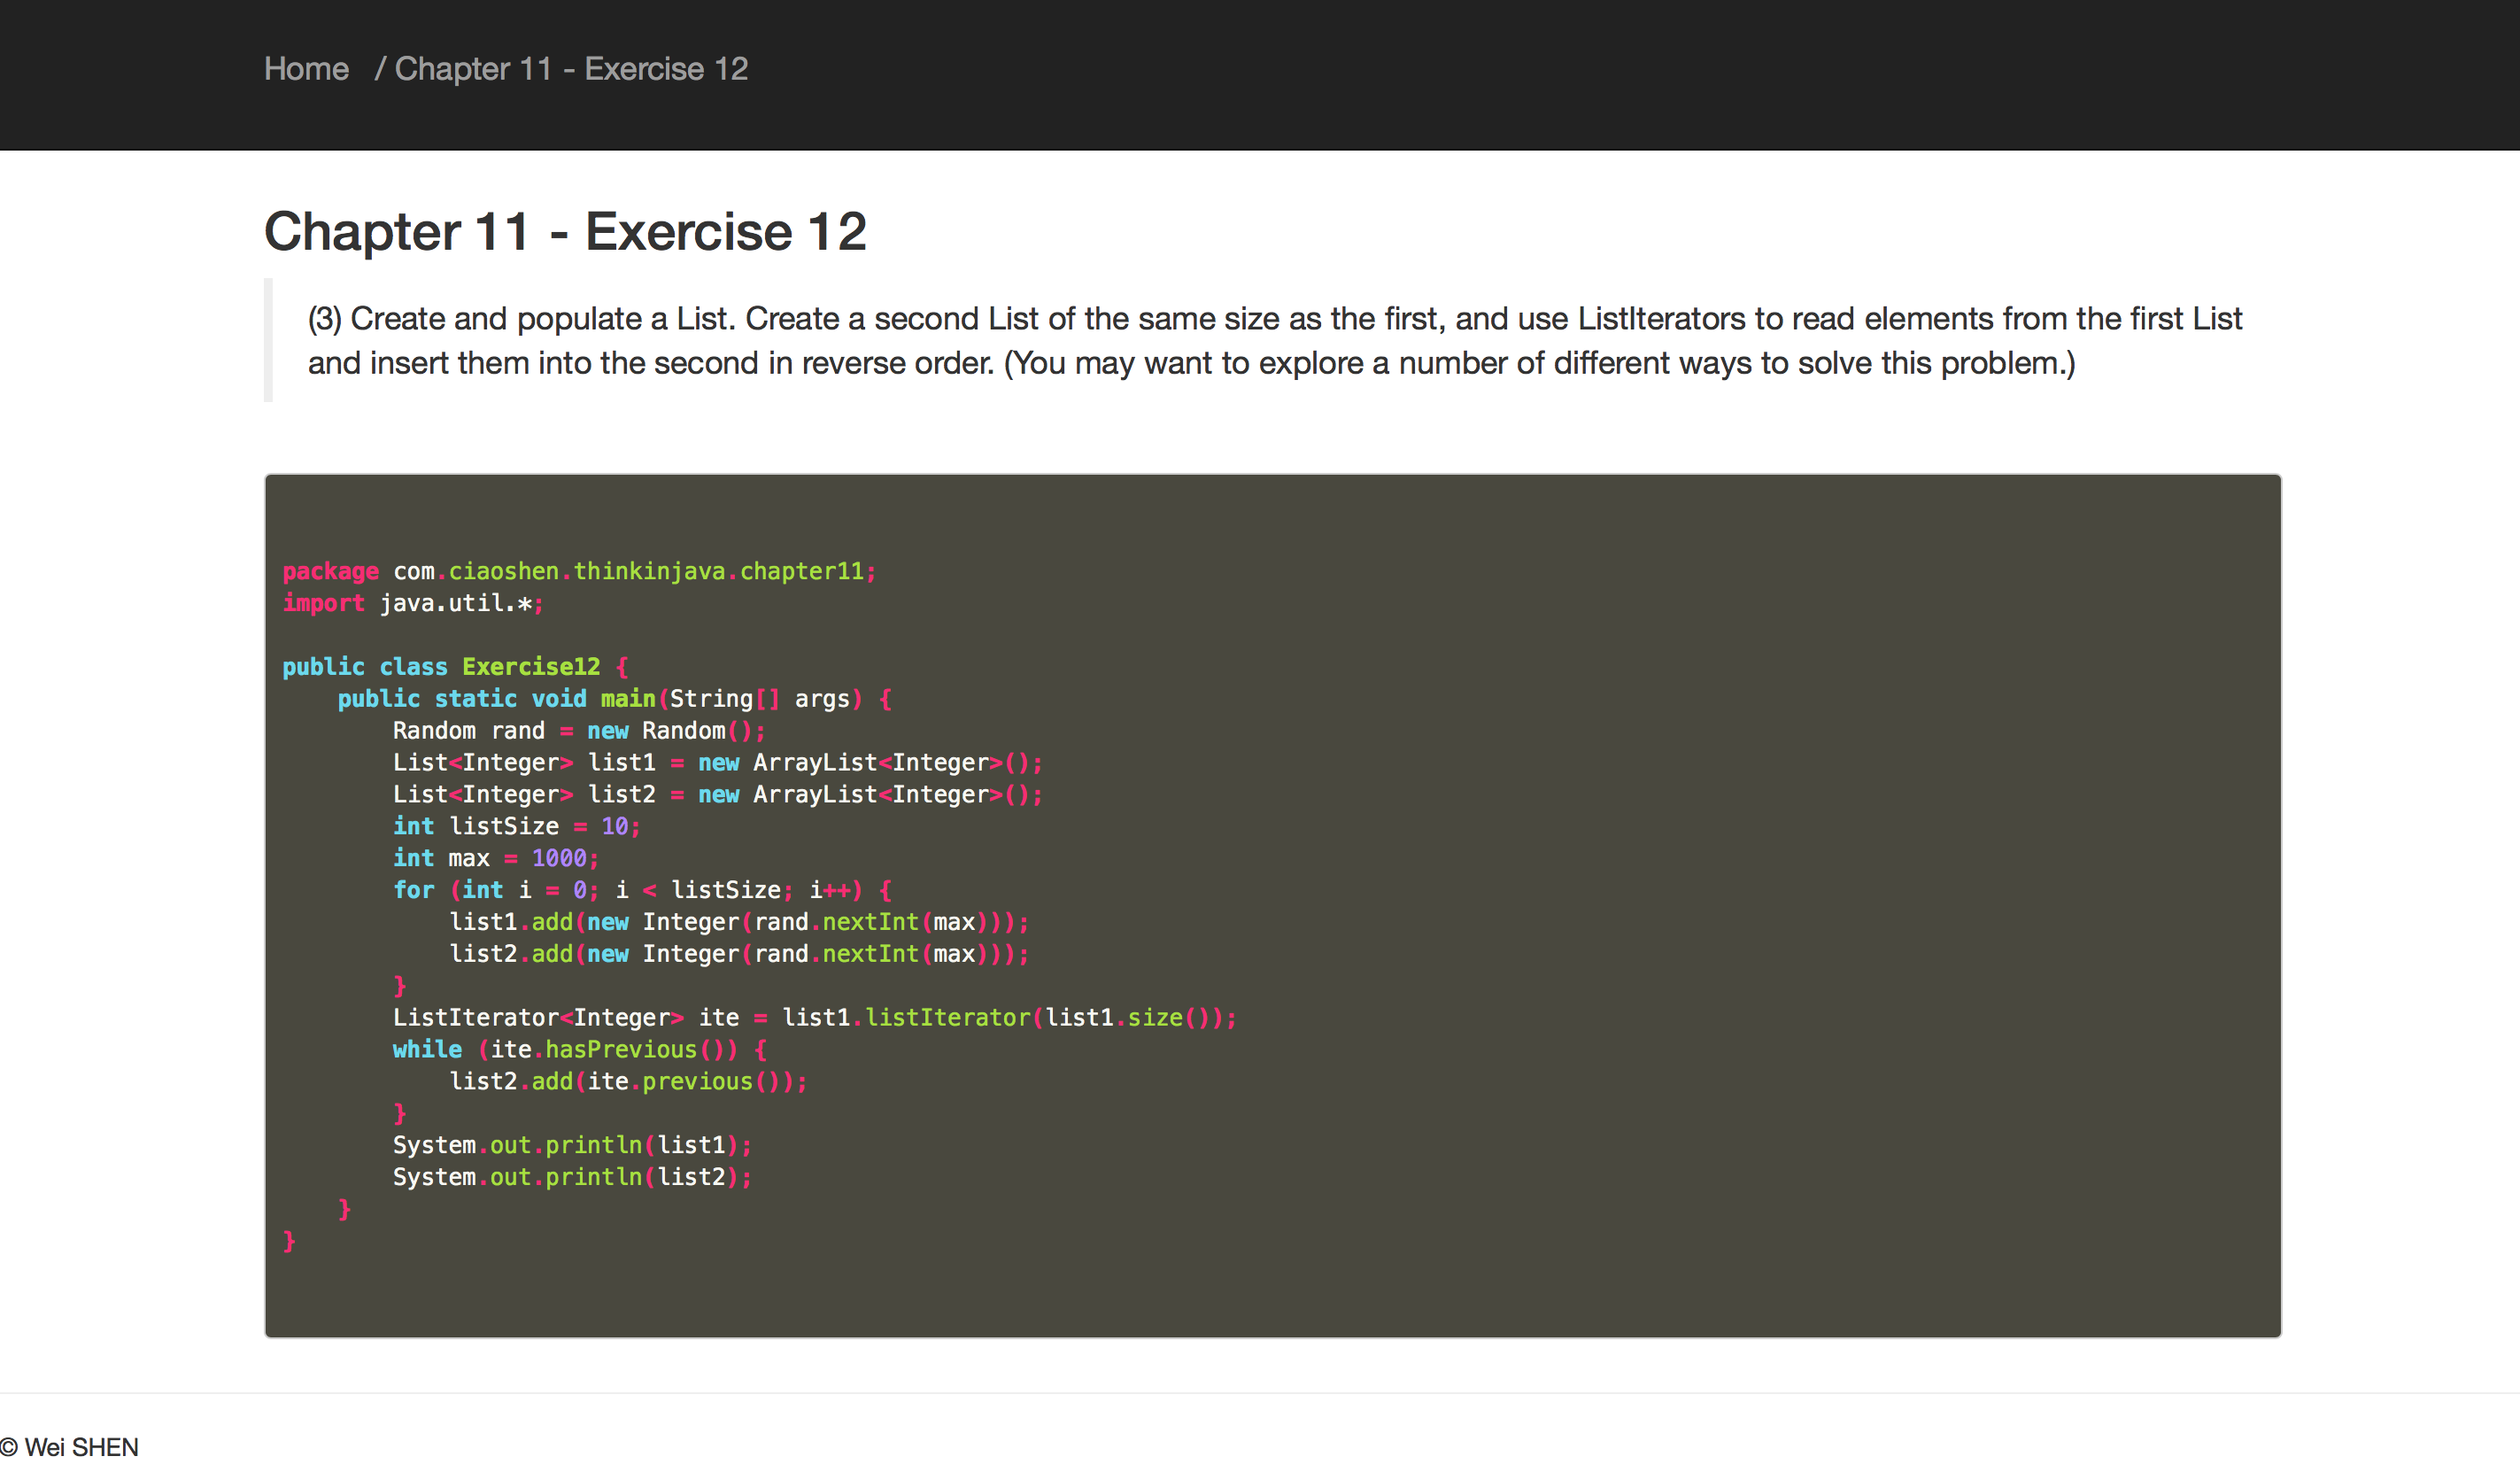 Home / Chapter 11 - Exercise 12
Chapter 11 - Exercise 12
(3) Create and populate a List. Create a second List of the same size as the first, and use ListIterators to read elements from the first List
and insert them into the second in reverse order. (You may want to explore a number of different ways to solve this problem.)
package com.ciaoshen.thinkinjava.chapter11;
import java.util.*;
public class Exercise12 {
    public static void main(String[] args) {
        Random rand = new Random();
        List<Integer> list1 = new ArrayList<Integer>();
        List<Integer> list2 = new ArrayList<Integer>();
        int listSize = 10;
        int max = 1000;
        for (int i = 0; i < listSize; i++) {
            list1.add(new Integer(rand.nextInt(max)));
            list2.add(new Integer(rand.nextInt(max)));
        }
        ListIterator<Integer> ite = list1.listIterator(list1.size());
        while (ite.hasPrevious()) {
            list2.add(ite.previous());
        }
        System.out.println(list1);
        System.out.println(list2);
    }
}
© Wei SHEN